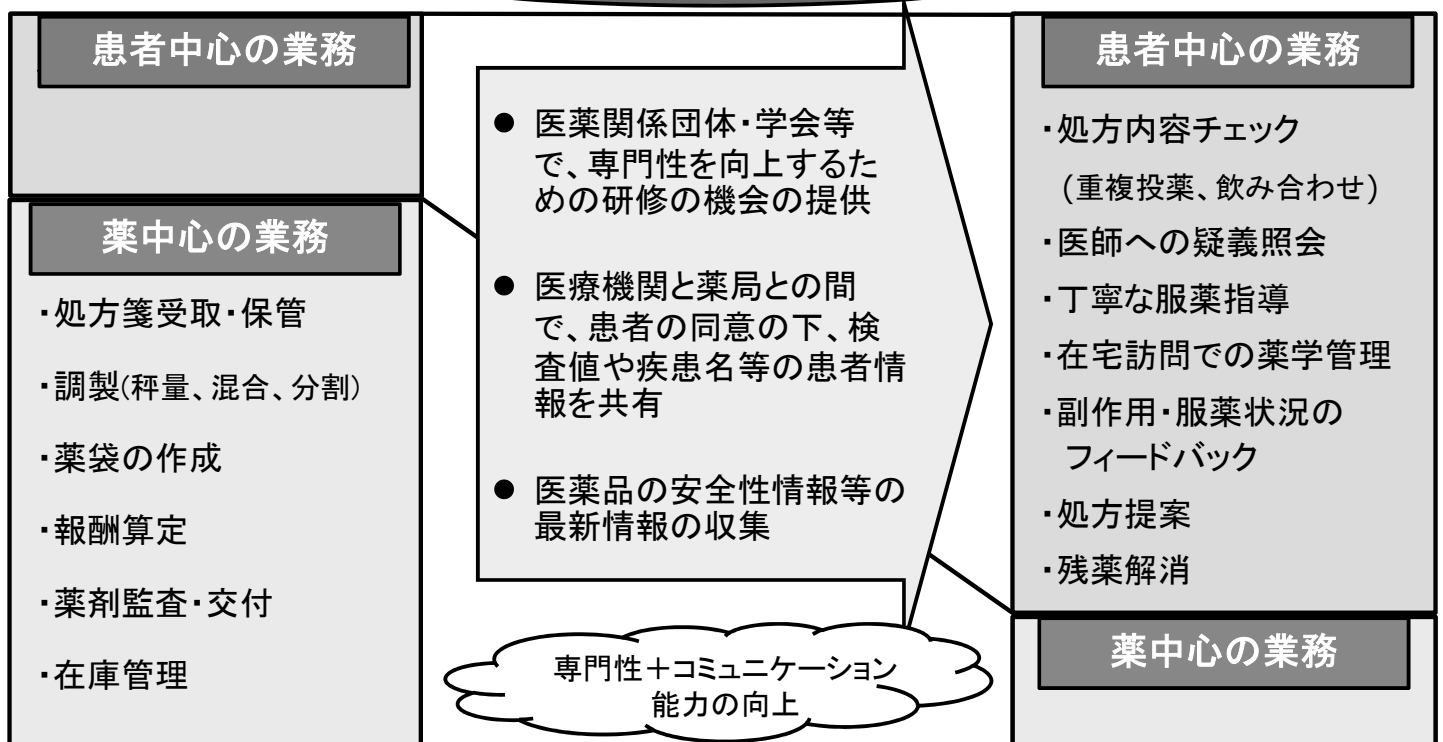 患者中心の業務
薬中心の業務
・処方箋受取・保管
・調製(秤量、混合、分割)
・薬袋の作成
・報酬算定
・薬剤監査・交付
・在庫管理
● 医薬関係団体・学会等
で、専門性を向上するた
めの研修の機会の提供
● 医療機関と薬局との間
で、患者の同意の下、検
査値や疾患名等の患者情
報を共有
● 医薬品の安全性情報等の
最新情報の収集
専門性＋コミュニケーション
能力の向上
患者中心の業務
・処方内容チェック
(重複投薬、飲み合わせ)
・医師への疑義照会
・丁寧な服薬指導
・在宅訪問での薬学管理
・副作用・服薬状況の
フィードバック
・処方提案
・残薬解消
薬中心の業務